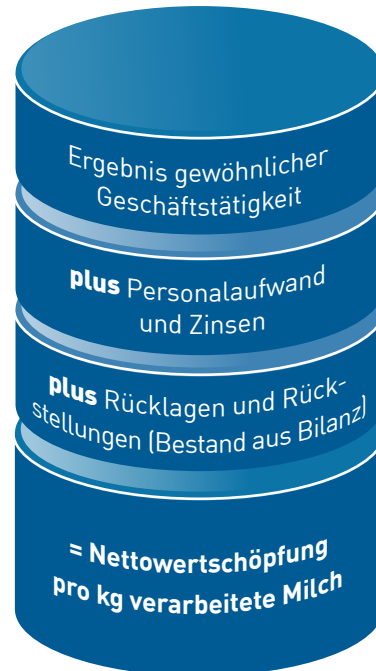 Ergebnis gewöhnlicher
Geschäftstätigkeit
plus Personalaufwand
und Zinsen
plus Rücklagen und Rück-
stellungen (Bestand aus Bilanz)
= Nettowertschöpfung
pro kg verarbeitete Milch